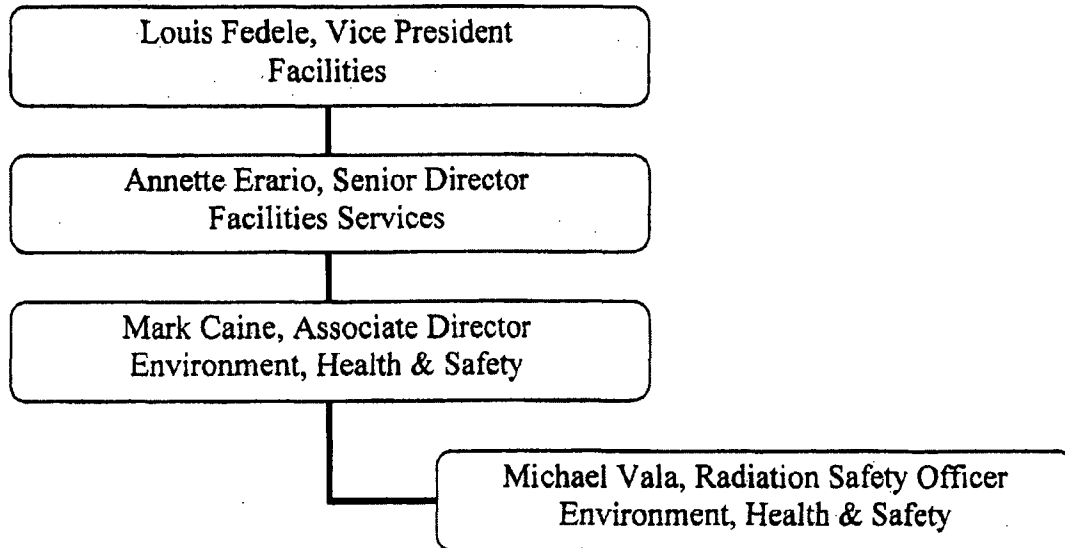 Louis Fedele, Vice President
Facilities
Annette Erario, Senior Director
Facilities Services
Mark Caine, Associate Director
Environment, Health & Safety
Michael Vala, Radiation Safety Officer
Environment, Health & Safety